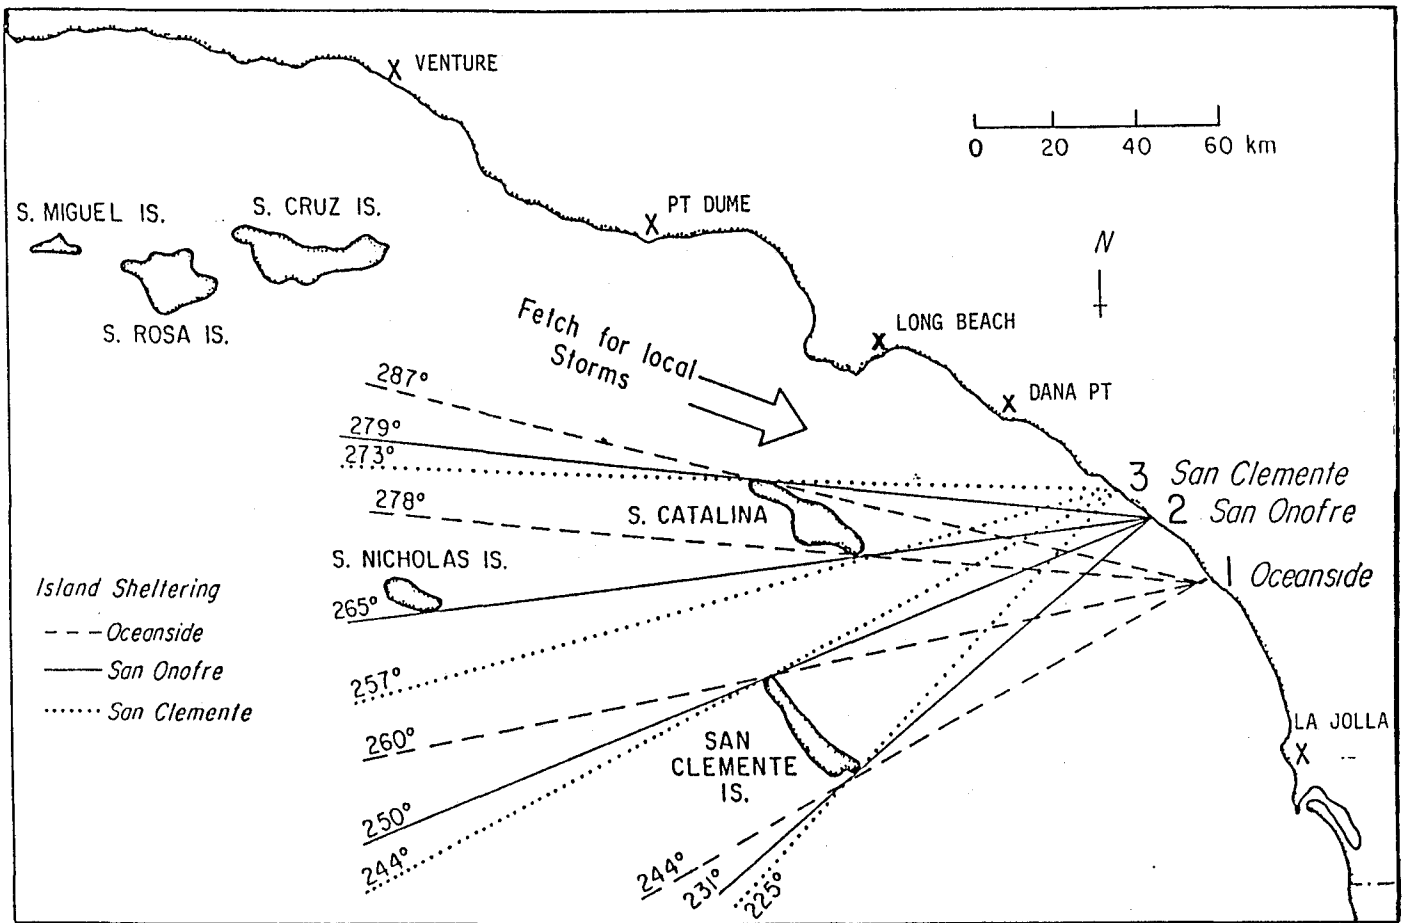 VENTURE
0 20 40 60 km
S. MIGUEL IS.
S. CRUZ IS.
PT DUME
N
S. ROSA IS.
LONG BEACH
Fetch for local
Storms
287°
DANA PT
279°
273°
3 San Clemente
278°
S. CATALINA
2 San Onofre
S. NICHOLAS IS.
1 Oceanside
Island Sheltering
265°
Oceanside
San Onofre
257°
San Clemente
260°
LA JOLLA
SAN
CLEMENTE
IS.
250°
244°
244°
231°
225°